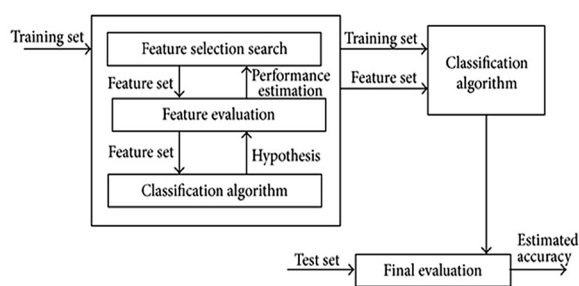 Training set
Feature selection search
Feature set
Performance
estimation
Feature evaluation
Feature set
Hypothesis
Classification algorithm
Training set
Feature set
Classification
algorithm
Test set
Final evaluation
Estimated
accuracy